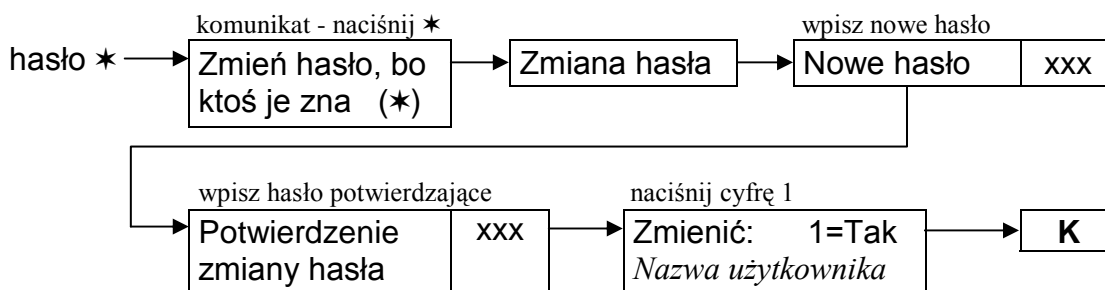 komunikat - naciśnij ✶
wpisz nowe hasło
hasło ✶
Zmień hasło, bo
ktoś je zna (✶)
Zmiana hasła
Nowe hasło
xxx
wpisz hasło potwierdzające
naciśnij cyfrę 1
Potwierdzenie
zmiany hasła
xxx
Zmienić: 1=Tak
Nazwa użytkownika
K